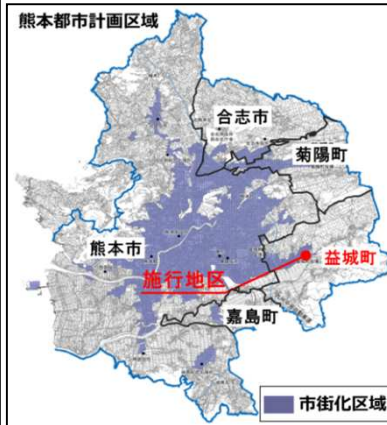 熊本都市計画区域
合志市
菊陽町
熊本市
益城町
施行地区
嘉島町
市街化区域